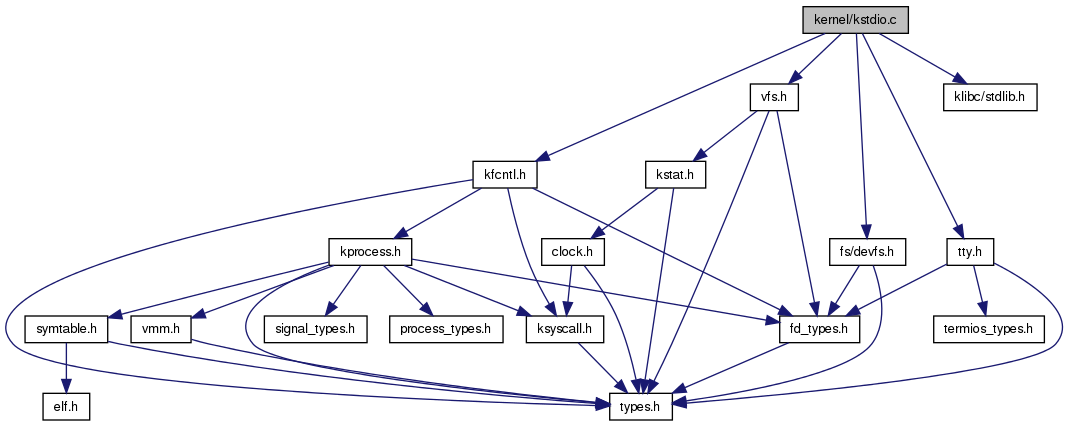 kernel/kstdio.c
vfs.h
klibc/stdlib.h
kfcntl.h
kstat.h
kprocess.h
clock.h
fs/devfs.h
tty.h
symtable.h
vmm.h
signal_types.h
process_types.h
ksyscall.h
fd_types.h
termios_types.h
elf.h
types.h